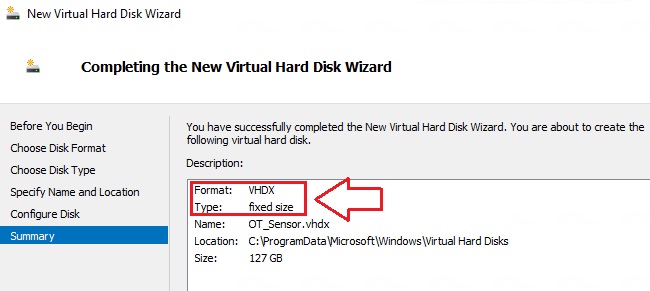 New Virtual Hard Disk Wizard
Completing the New Virtual Hard Disk Wizard
Before You Begin
Choose Disk Format
Choose Disk Type
Specify Name and Location
Configure Disk
Summary
You have successfully completed the New Virtual Hard Disk Wizard. You are about to create the
following virtual hard disk.
Description:
Format: VHDX
Type: fixed size
Name: OT_Sensor.vhdx
Location: C:\ProgramData\Microsoft\Windows\Virtual Hard Disks
Size: 127 GB